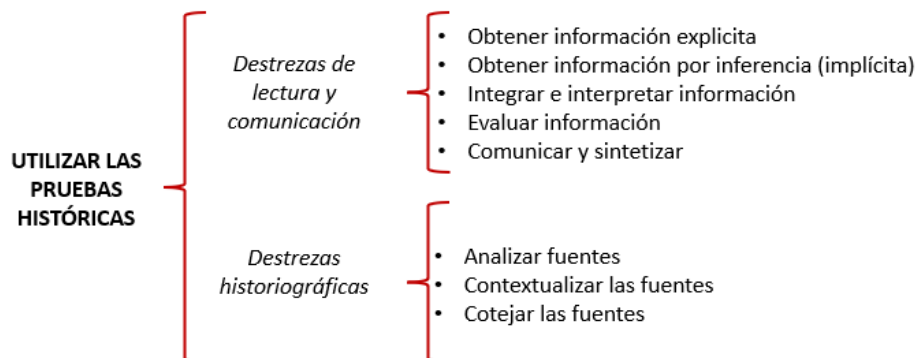 UTILIZAR LAS
PRUEBAS
HISTÓRICAS
Destrezas de
lectura y
comunicación
• Obtener información explicita
• Obtener información por inferencia (implícita)
• Integrar e interpretar información
• Evaluar información
• Comunicar y sintetizar
Destrezas
historiográficas
• Analizar fuentes
• Contextualizar las fuentes
• Cotejar las fuentes